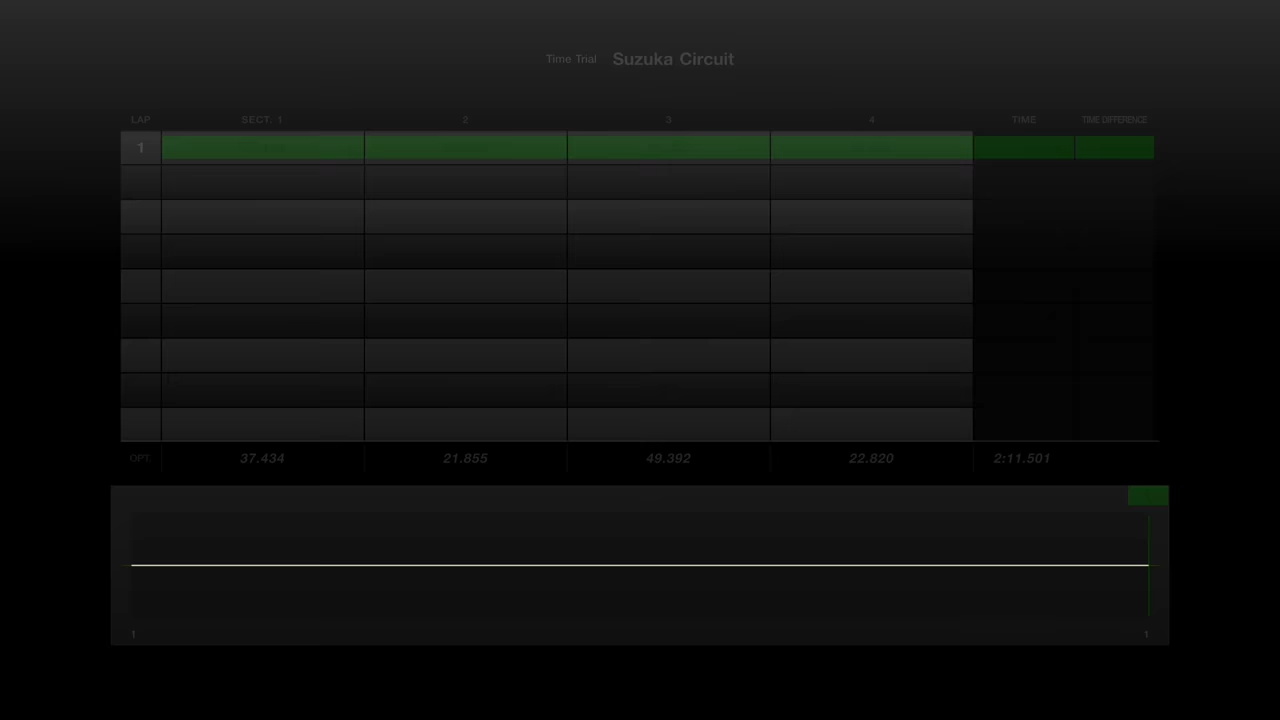 Time Trial Suzuka Circuit
LAP SECT. 1 2 3 4 TIME TIME DIFFERENCE
1
OPT. 37.434 21.855 49.392 22.820 2:11.501
1 1